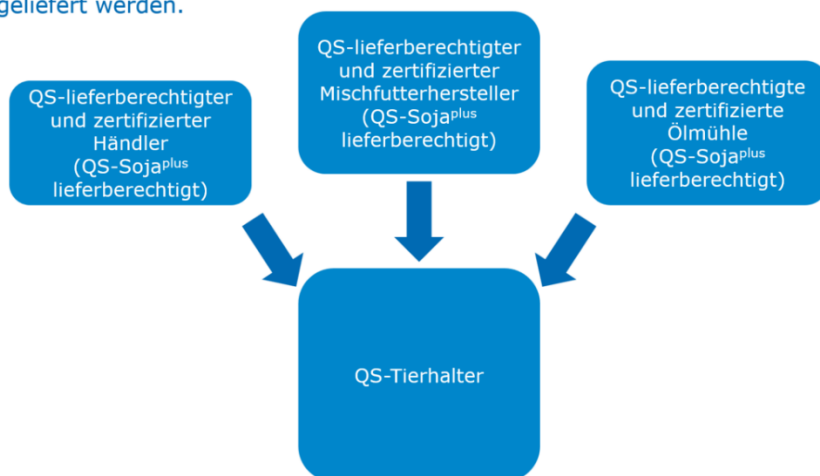 geliefert werden.
QS-lieferberechtigter
und zertifizierter
Händler
(QS-Sojaplus
lieferberechtigt)
QS-lieferberechtigter
und zertifizierter
Mischfutterhersteller
(QS-Sojaplus
lieferberechtigt)
QS-lieferberechtigte
und zertifizierte
Ölmühle
(QS-Sojaplus
lieferberechtigt)
QS-Tierhalter